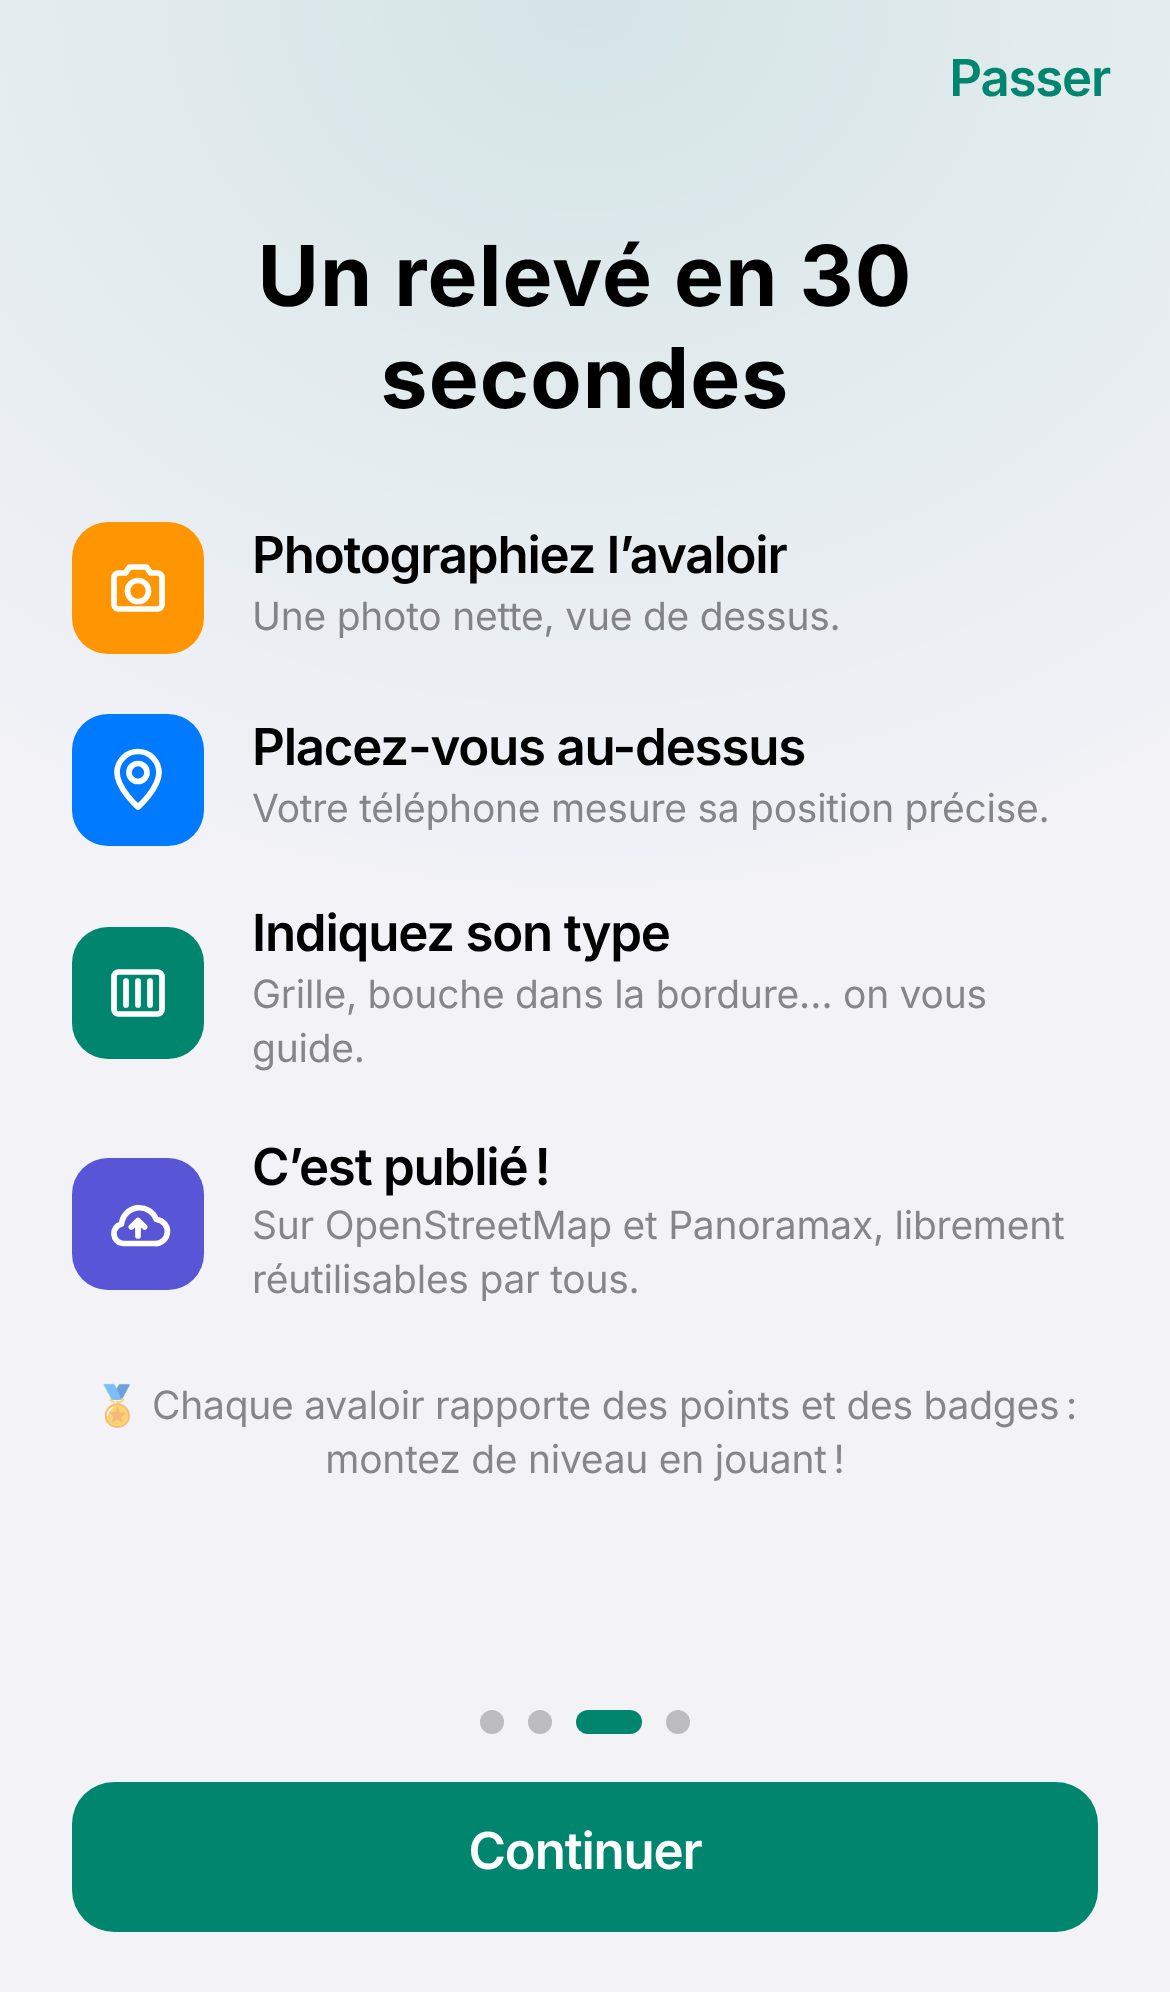 Passer
Un relevé en 30
secondes
Photographiez l’avaloir
Une photo nette, vue de dessus.
Placez-vous au-dessus
Votre téléphone mesure sa position précise.
Indiquez son type
Grille, bouche dans la bordure… on vous
guide.
C’est publié !
Sur OpenStreetMap et Panoramax, librement
réutilisables par tous.
🏅 Chaque avaloir rapporte des points et des badges :
montez de niveau en jouant !
Continuer